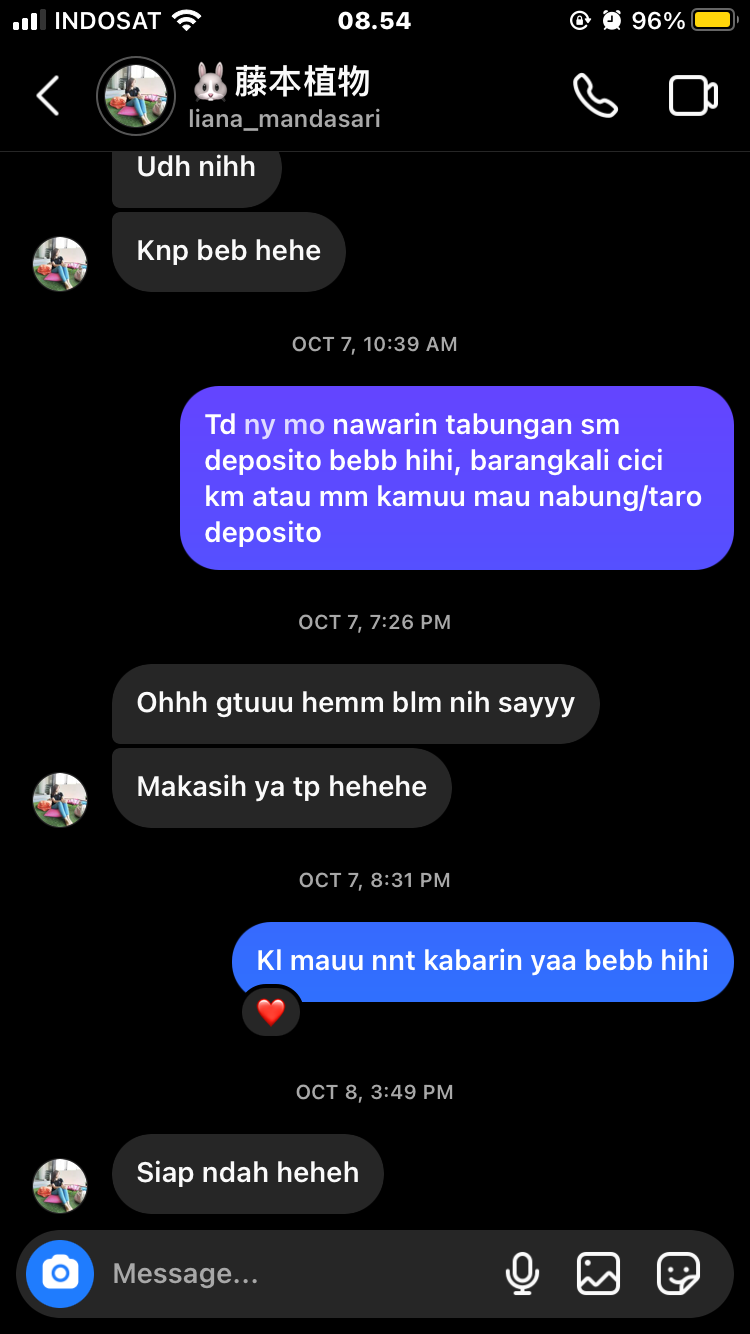 INDOSAT 08.54 96%
🐰藤本植物
liana_mandasari
Udh nihh
Knp beb hehe
OCT 7, 10:39 AM
Td ny mo nawarin tabungan sm
deposito bebb hihi, barangkali cici
km atau mm kamuu mau nabung/taro
deposito
OCT 7, 7:26 PM
Ohhh gtuuu hemm blm nih sayyy
Makasih ya tp hehehe
OCT 7, 8:31 PM
Kl mauu nnt kabarin yaa bebb hihi
❤️
OCT 8, 3:49 PM
Siap ndah heheh
Message...